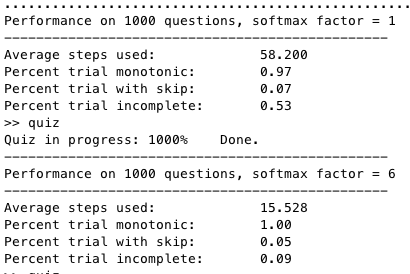 Performance on 1000 questions, softmax factor = 1
------------------------------------------------
Average steps used: 58.200
Percent trial monotonic: 0.97
Percent trial with skip: 0.07
Percent trial incomplete: 0.53
>> quiz
Quiz in progress: 1000% Done.
------------------------------------------------
Performance on 1000 questions, softmax factor = 6
------------------------------------------------
Average steps used: 15.528
Percent trial monotonic: 1.00
Percent trial with skip: 0.05
Percent trial incomplete: 0.09
>> quiz